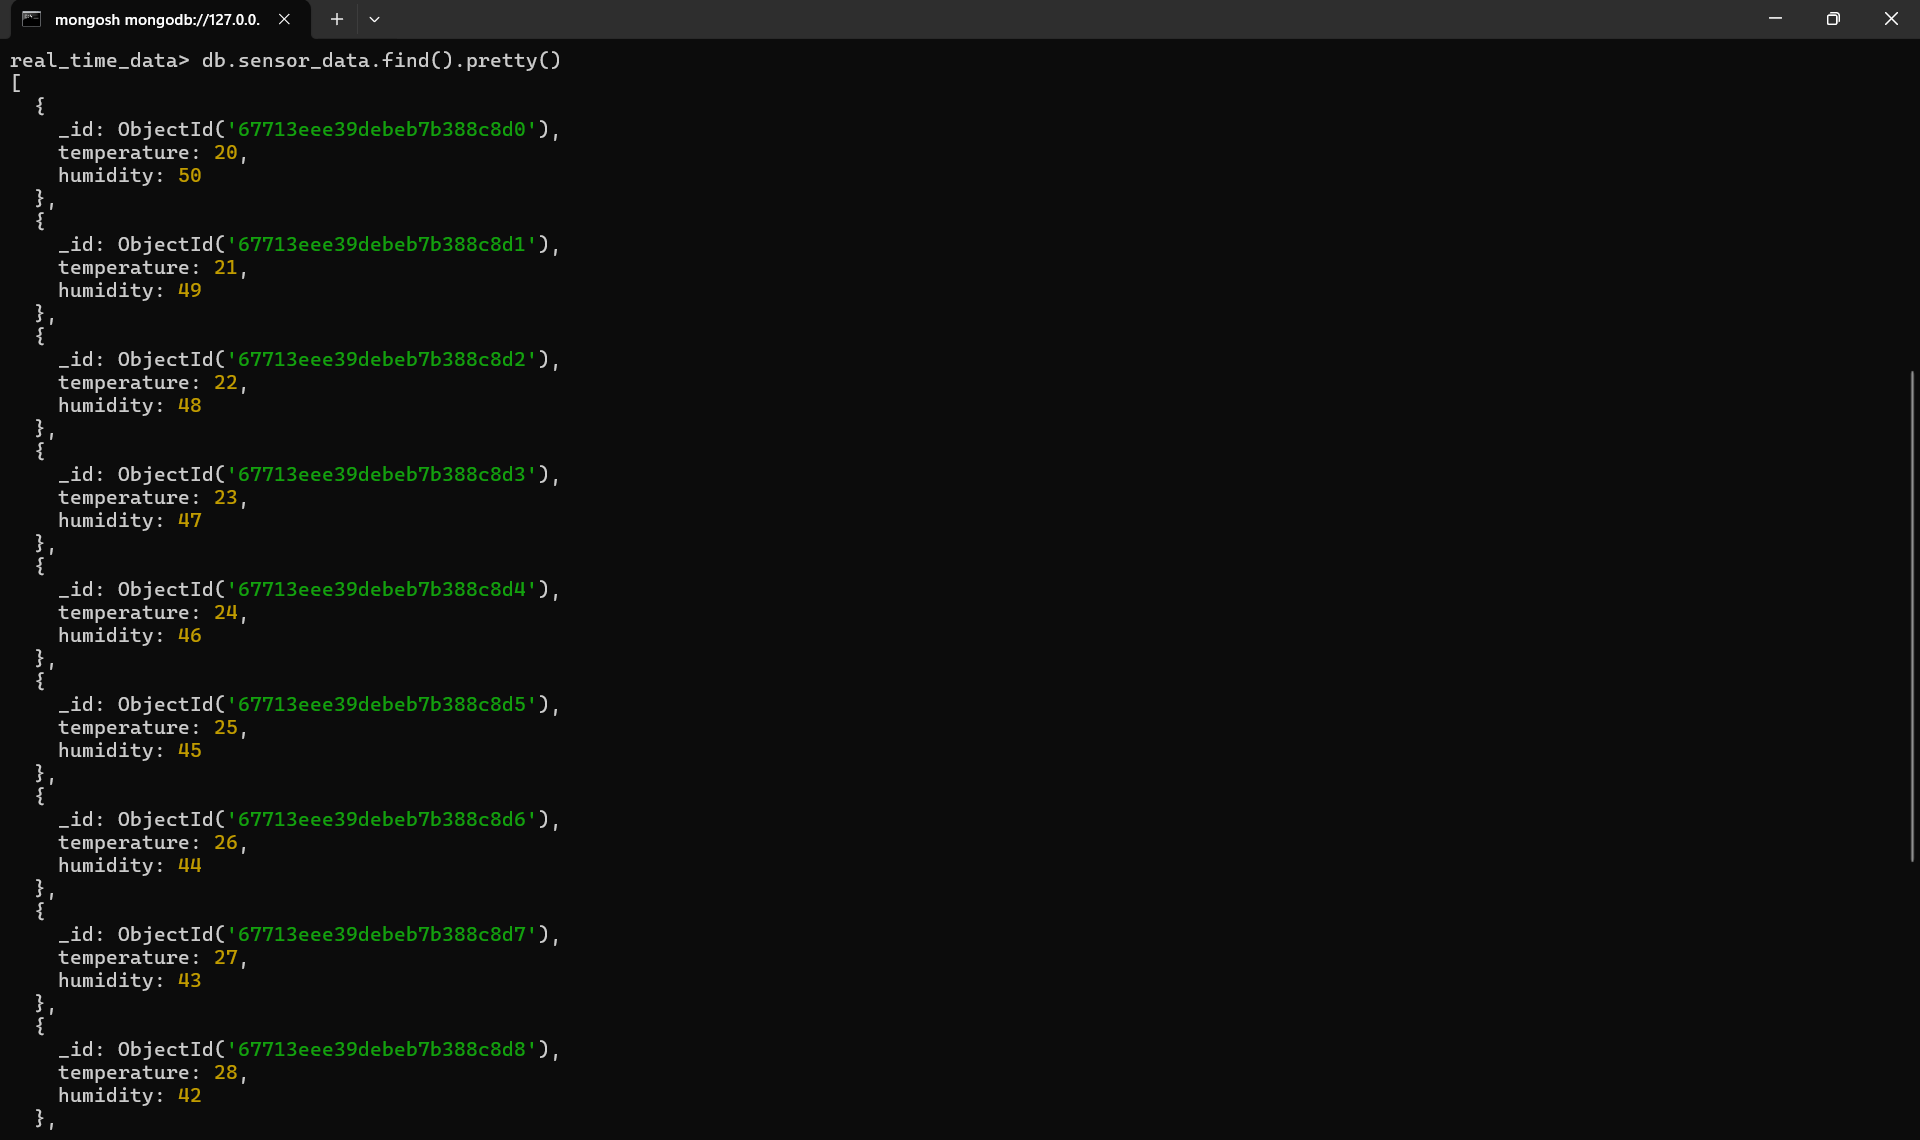 mongosh mongodb://127.0.0.
real_time_data> db.sensor_data.find().pretty()
[
  {
    _id: ObjectId('67713eee39debeb7b388c8d0'),
    temperature: 20,
    humidity: 50
  },
  {
    _id: ObjectId('67713eee39debeb7b388c8d1'),
    temperature: 21,
    humidity: 49
  },
  {
    _id: ObjectId('67713eee39debeb7b388c8d2'),
    temperature: 22,
    humidity: 48
  },
  {
    _id: ObjectId('67713eee39debeb7b388c8d3'),
    temperature: 23,
    humidity: 47
  },
  {
    _id: ObjectId('67713eee39debeb7b388c8d4'),
    temperature: 24,
    humidity: 46
  },
  {
    _id: ObjectId('67713eee39debeb7b388c8d5'),
    temperature: 25,
    humidity: 45
  },
  {
    _id: ObjectId('67713eee39debeb7b388c8d6'),
    temperature: 26,
    humidity: 44
  },
  {
    _id: ObjectId('67713eee39debeb7b388c8d7'),
    temperature: 27,
    humidity: 43
  },
  {
    _id: ObjectId('67713eee39debeb7b388c8d8'),
    temperature: 28,
    humidity: 42
  },